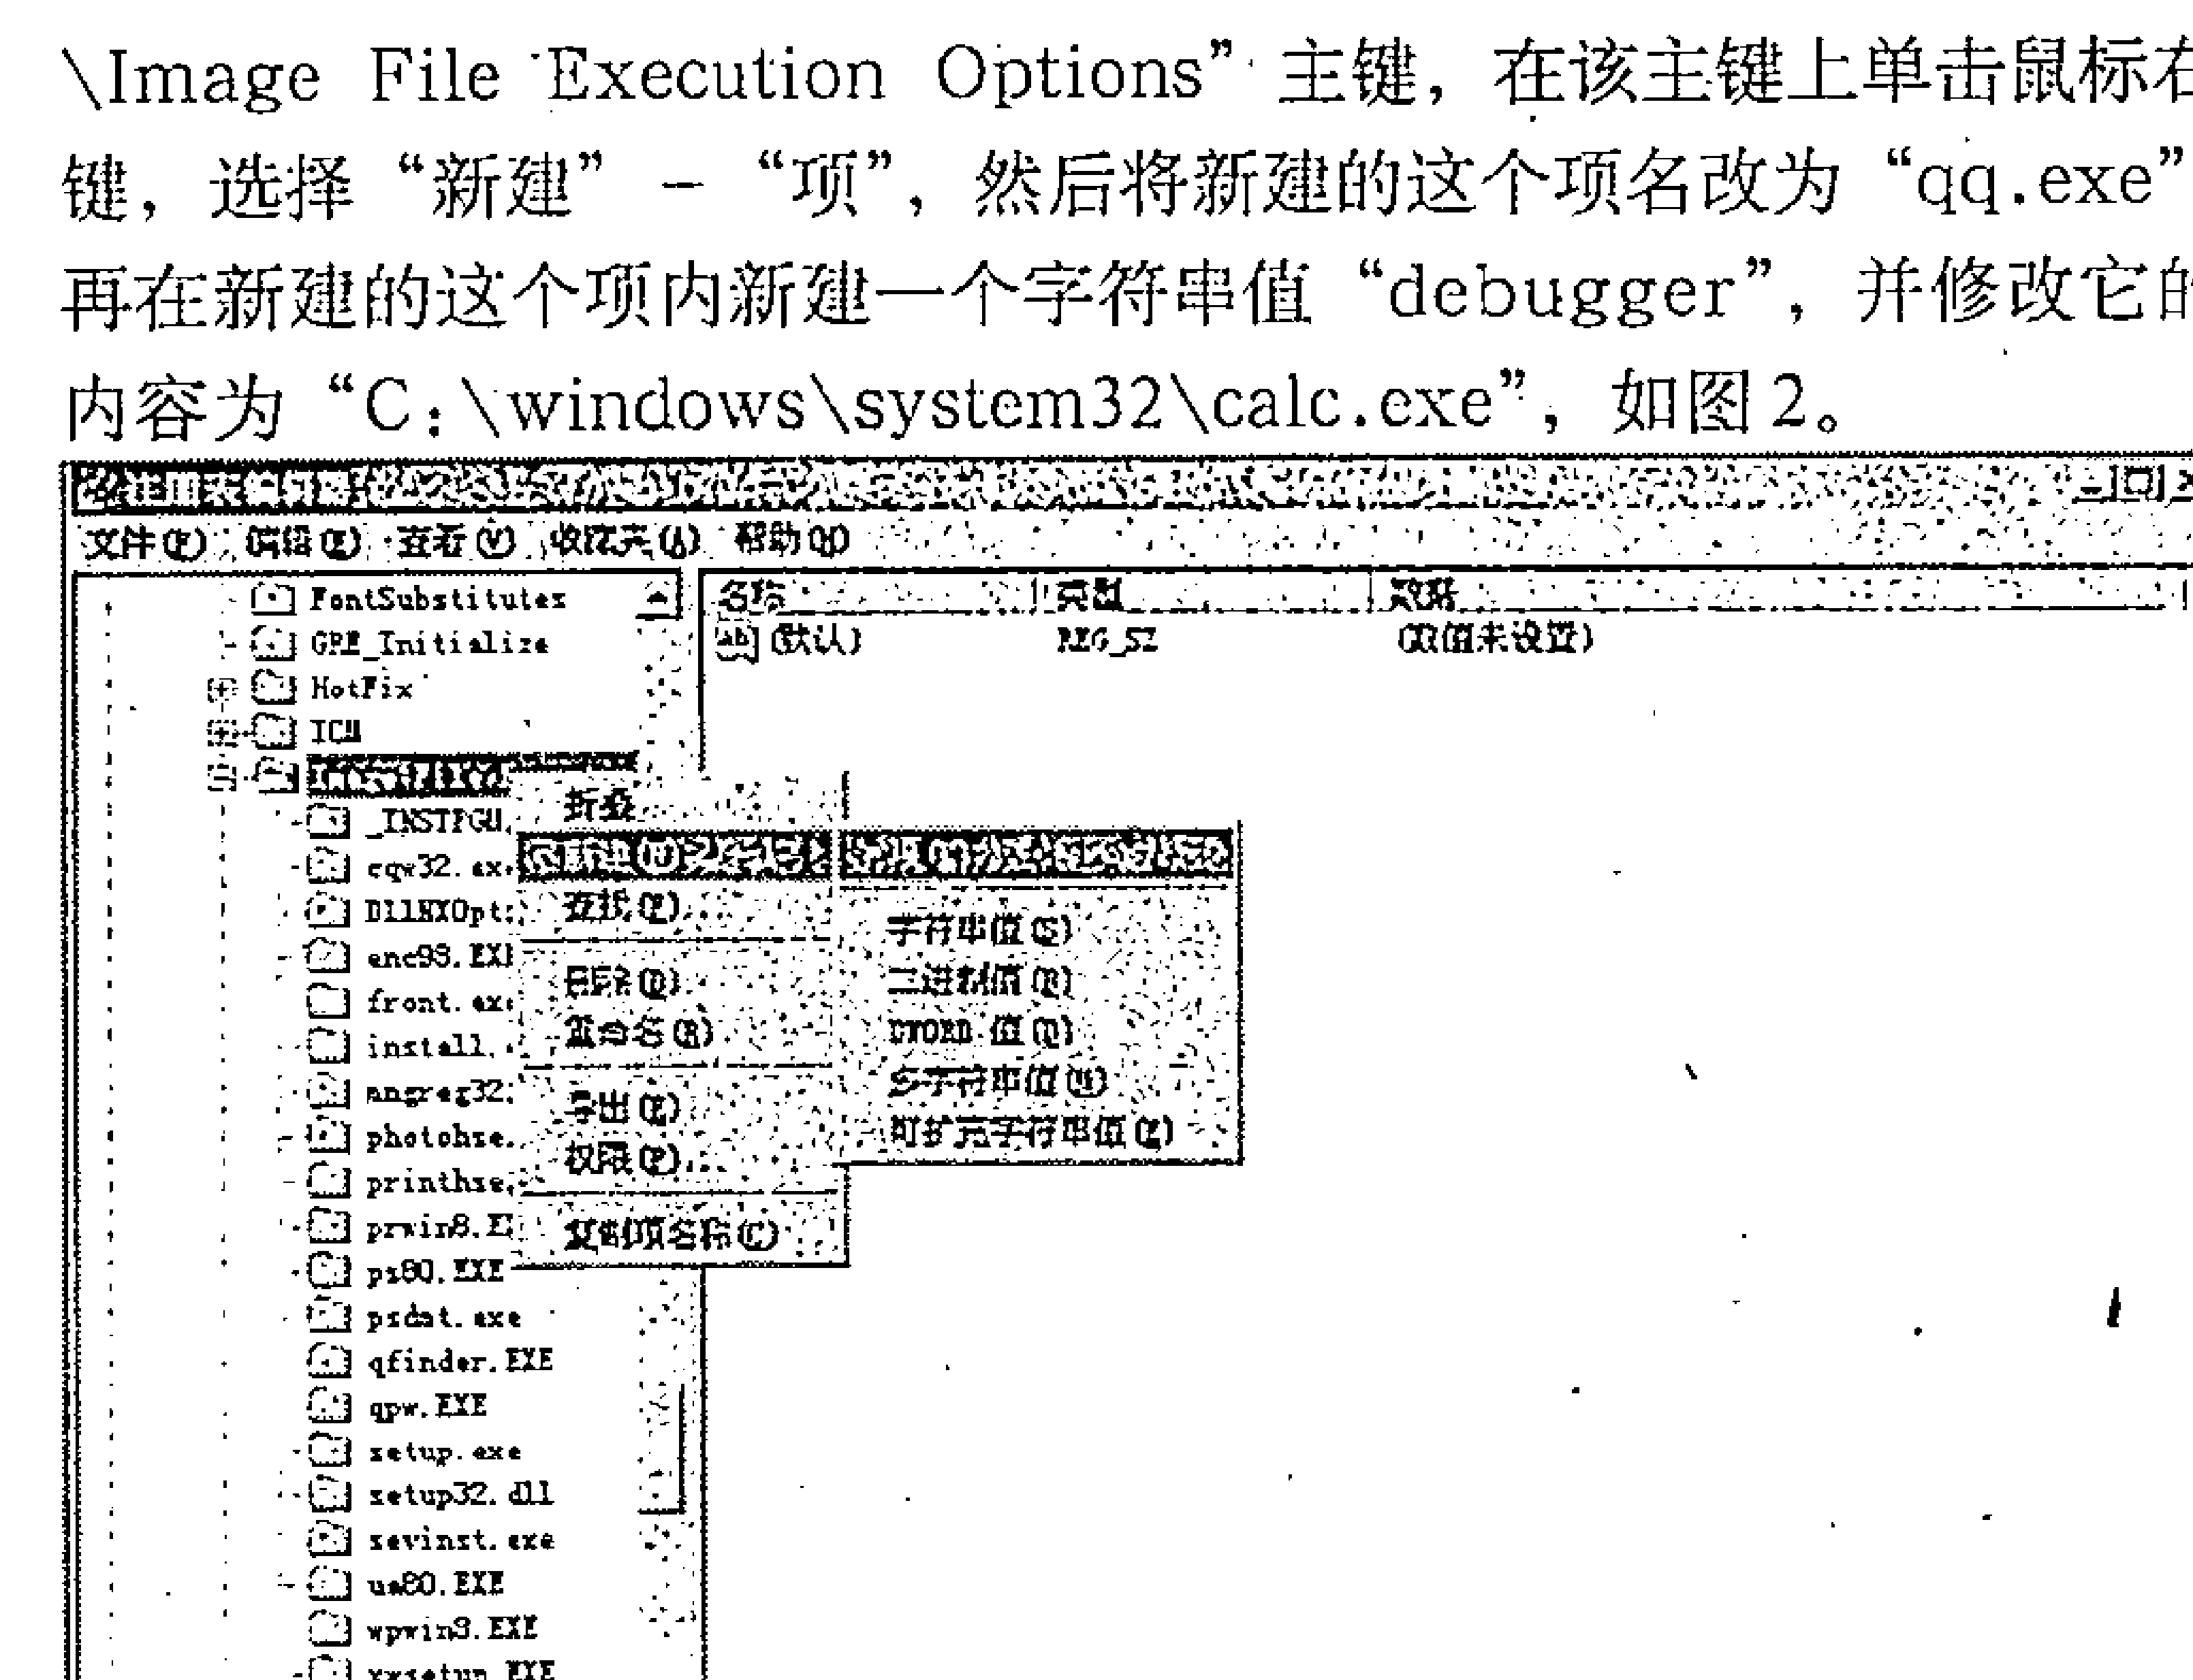 \Image File Execution Options” 主键，在该主键上单击鼠标右
键，选择“新建” － “项”，然后将新建的这个项名改为“qq.exe”
再在新建的这个项内新建一个字符串值“debugger”，并修改它的
内容为“C:\windows\system32\calc.exe”，如图2。
文件(F) 编辑(E) 查看(V) 收藏夹(A) 帮助(H)
FontSubstitutes 名称 类型 数据
GRE_Initialize (默认) REG_SZ (数值未设置)
HotFix
ICM
折叠
_INSTPGU.
cqw32.ex
新建(N)
DllNXOpt 查找(F)...
字符串值(S)
enc98.EX
删除(D) 二进制值(B)
front.ex
重命名(R) DWORD 值(D)
install.
多字符串值(M)
ngreg32. 导出(E)
photohse. 可扩充字符串值(E)
权限(P)...
printhse.
prwin8.E 复制项名称(C)
ps80.EXE
psdmt.exe
qfinder.EXE
qpw.EXE
setup.exe
setup32.dll
sevinst.exe
ua80.EXE
wpwin8.EXE
xwsetup.EXE